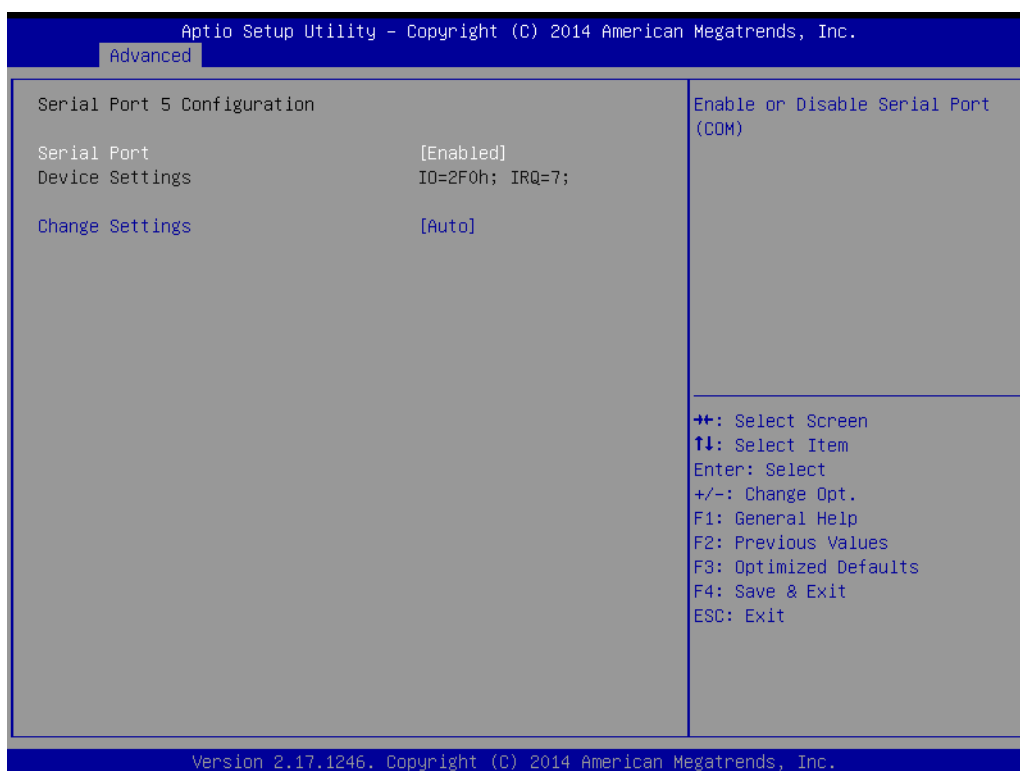 Aptio Setup Utility – Copyright (C) 2014 American Megatrends, Inc.
Advanced
Serial Port 5 Configuration
Serial Port [Enabled]
Device Settings IO=2F0h; IRQ=7;
Change Settings [Auto]
Enable or Disable Serial Port
(COM)
→←: Select Screen
↑↓: Select Item
Enter: Select
+/-: Change Opt.
F1: General Help
F2: Previous Values
F3: Optimized Defaults
F4: Save & Exit
ESC: Exit
Version 2.17.1246. Copyright (C) 2014 American Megatrends, Inc.